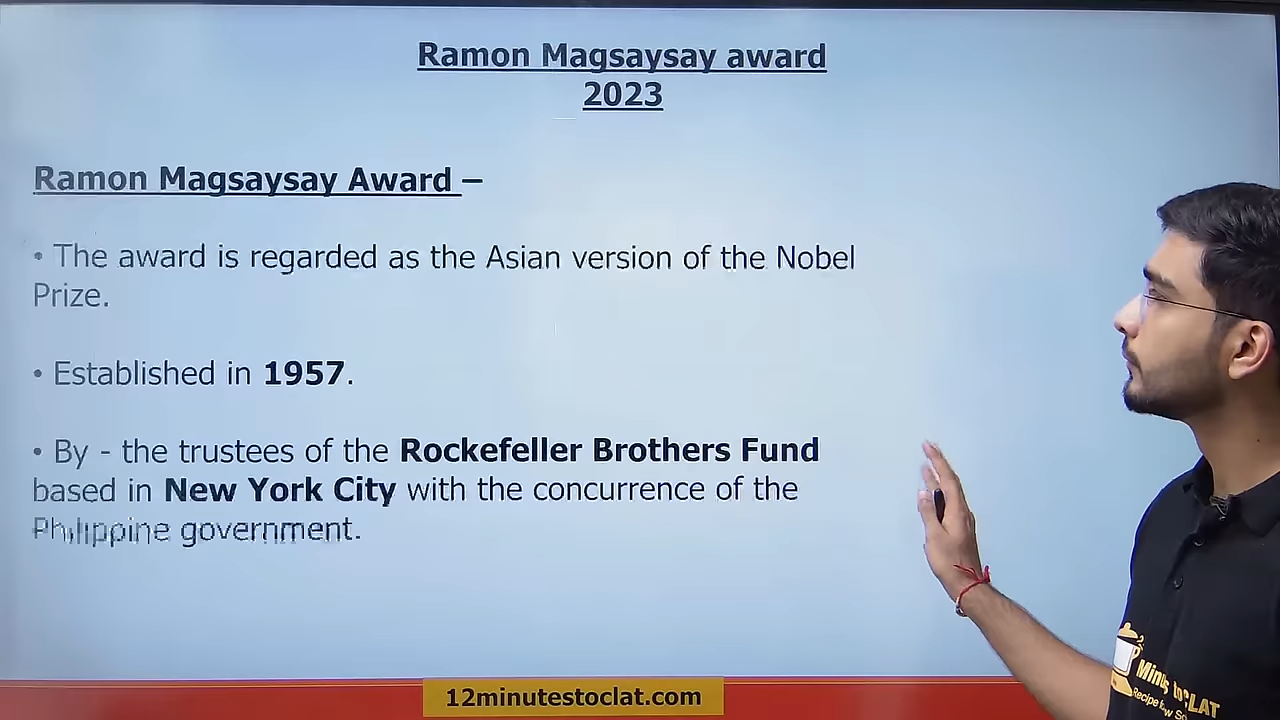 Ramon Magsaysay award
2023
Ramon Magsaysay Award –
• The award is regarded as the Asian version of the Nobel
Prize.
• Established in 1957.
• By - the trustees of the Rockefeller Brothers Fund
based in New York City with the concurrence of the
Philippine government.
12minutestoclat.com